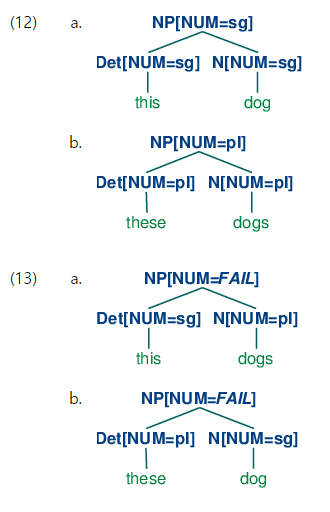 (12) a. NP[NUM=sg]
Det[NUM=sg] N[NUM=sg]
this dog
b. NP[NUM=pl]
Det[NUM=pl] N[NUM=pl]
these dogs
(13) a. NP[NUM=FAIL]
Det[NUM=sg] N[NUM=pl]
this dogs
b. NP[NUM=FAIL]
Det[NUM=pl] N[NUM=sg]
these dog